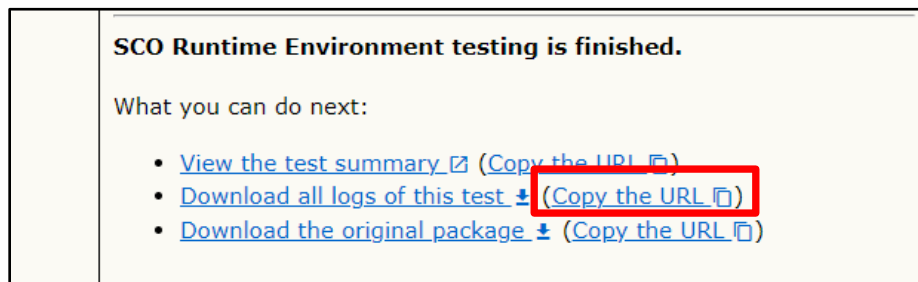 SCO Runtime Environment testing is finished.
What you can do next:
• View the test summary (Copy the URL)
• Download all logs of this test (Copy the URL)
• Download the original package (Copy the URL)